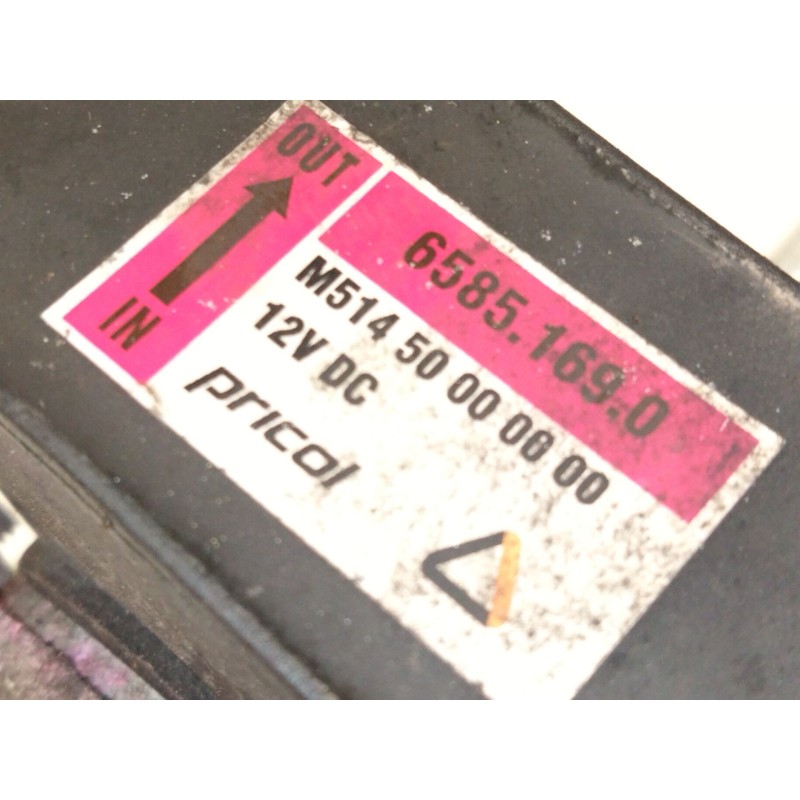 OUT
IN
6585.169.0
M514 50 00 00 00
12V DC
pricol